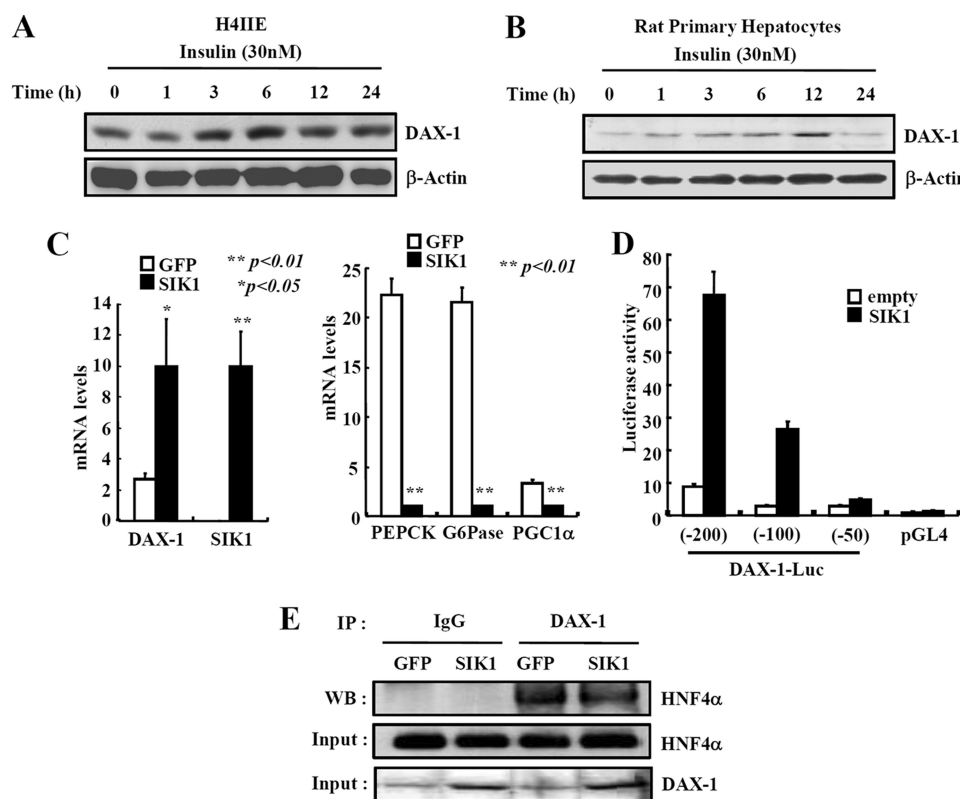 A
H4IIE
Insulin (30nM)
Time (h) 0 1 3 6 12 24
DAX-1
β-Actin
B
Rat Primary Hepatocytes
Insulin (30nM)
Time (h) 0 1 3 6 12 24
DAX-1
β-Actin
C
GFP
SIK1
** p<0.01
*p<0.05
mRNA levels
14
12
10
8
6
4
2
0
*
**
DAX-1 SIK1
GFP
SIK1
** p<0.01
mRNA levels
25
20
15
10
5
0
** ** **
PEPCK G6Pase PGC1α
D
empty
SIK1
Luciferase activity
80
70
60
50
40
30
20
10
0
(-200) (-100) (-50) pGL4
DAX-1-Luc
E
IP : IgG DAX-1
GFP SIK1 GFP SIK1
WB : HNF4α
Input : HNF4α
Input : DAX-1